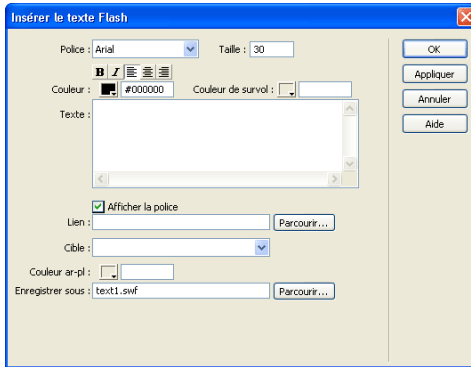 Insérer le texte Flash
Police : Arial Taille : 30 OK
B I Appliquer
Couleur : #000000 Couleur de survol : Annuler
Texte : Aide
Afficher la police
Lien : Parcourir...
Cible :
Couleur ar-pl :
Enregistrer sous : text1.swf Parcourir...